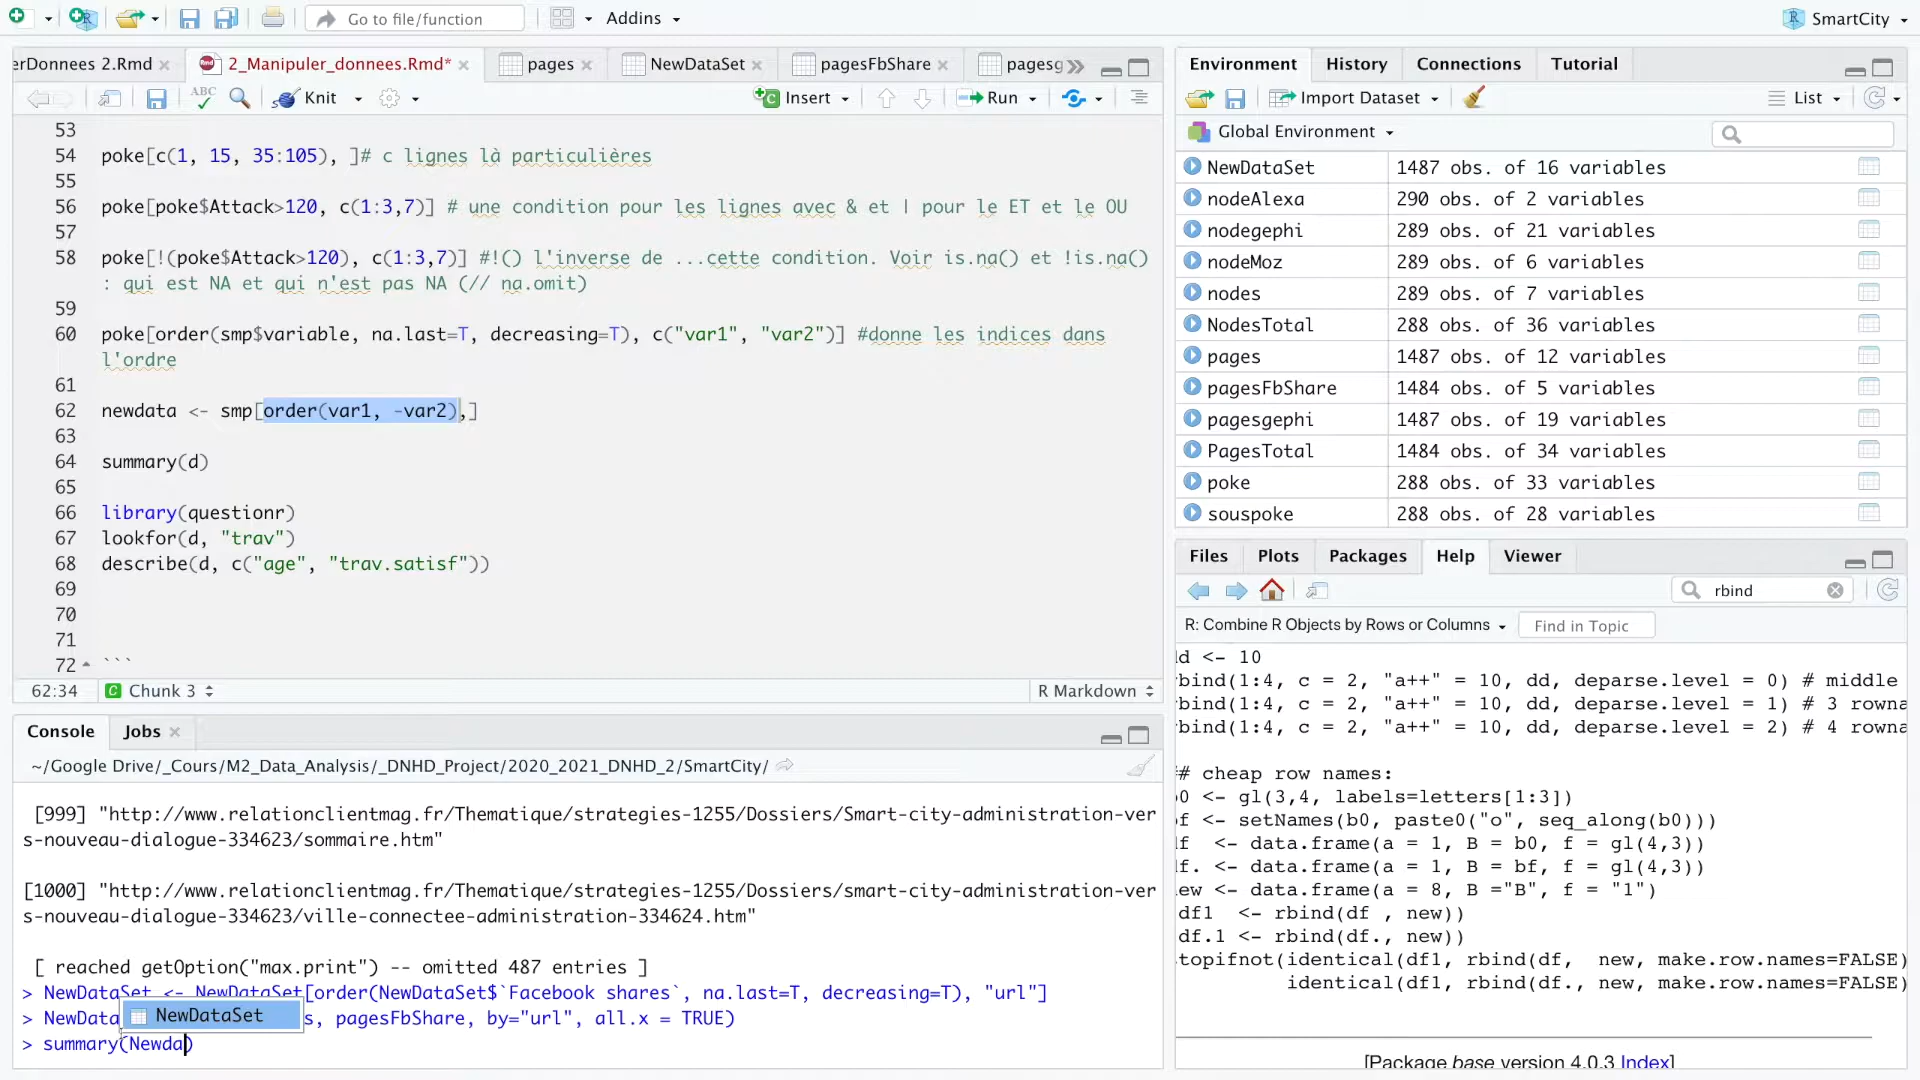 Go to file/function
Addins
SmartCity
erDonnees 2.Rmd
2_Manipuler_donnees.Rmd*
pages
NewDataSet
pagesFbShare
pagesg
ABC
Knit
Insert
Run
53
54 poke[c(1, 15, 35:105), ]# c lignes là particulières
55
56 poke[poke$Attack>120, c(1:3,7)] # une condition pour les lignes avec & et | pour le ET et le OU
57
58 poke[!(poke$Attack>120), c(1:3,7)] #!() l'inverse de ...cette condition. Voir is.na() et !is.na()
: qui est NA et qui n'est pas NA (// na.omit)
59
60 poke[order(smp$variable, na.last=T, decreasing=T), c("var1", "var2")] #donne les indices dans
l'ordre
61
62 newdata <- smp[order(var1, -var2),]
63
64 summary(d)
65
66 library(questionr)
67 lookfor(d, "trav")
68 describe(d, c("age", "trav.satisf"))
69
70
71
72 ```
62:34
Chunk 3
R Markdown
Console
Jobs
~/Google Drive/_Cours/M2_Data_Analysis/_DNHD_Project/2020_2021_DNHD_2/SmartCity/
[999] "http://www.relationclientmag.fr/Thematique/strategies-1255/Dossiers/Smart-city-administration-ver
s-nouveau-dialogue-334623/sommaire.htm"
[1000] "http://www.relationclientmag.fr/Thematique/strategies-1255/Dossiers/smart-city-administration-ver
s-nouveau-dialogue-334623/ville-connectee-administration-334624.htm"
[ reached getOption("max.print") -- omitted 487 entries ]
> NewDataSet <- NewDataSet[order(NewDataSet$`Facebook shares`, na.last=T, decreasing=T), "url"]
NewDataSet
> NewData s, pagesFbShare, by="url", all.x = TRUE)
> summary(Newda)
Environment
History
Connections
Tutorial
Import Dataset
List
Global Environment
NewDataSet 1487 obs. of 16 variables
nodeAlexa 290 obs. of 2 variables
nodegephi 289 obs. of 21 variables
nodeMoz 289 obs. of 6 variables
nodes 289 obs. of 7 variables
NodesTotal 288 obs. of 36 variables
pages 1487 obs. of 12 variables
pagesFbShare 1484 obs. of 5 variables
pagesgephi 1487 obs. of 19 variables
PagesTotal 1484 obs. of 34 variables
poke 288 obs. of 33 variables
souspoke 288 obs. of 28 variables
Files
Plots
Packages
Help
Viewer
rbind
R: Combine R Objects by Rows or Columns
Find in Topic
dd <- 10
rbind(1:4, c = 2, "a++" = 10, dd, deparse.level = 0) # middle
rbind(1:4, c = 2, "a++" = 10, dd, deparse.level = 1) # 3 rowna
rbind(1:4, c = 2, "a++" = 10, dd, deparse.level = 2) # 4 rowna
## cheap row names:
b0 <- gl(3,4, labels=letters[1:3])
bf <- setNames(b0, paste0("o", seq_along(b0)))
df <- data.frame(a = 1, B = b0, f = gl(4,3))
df. <- data.frame(a = 1, B = bf, f = gl(4,3))
new <- data.frame(a = 8, B ="B", f = "1")
df1 <- rbind(df , new))
df.1 <- rbind(df., new))
topifnot(identical(df1, rbind(df, new, make.row.names=FALSE)
identical(df1, rbind(df., new, make.row.names=FALSE)
[Package base version 4.0.3 Index]